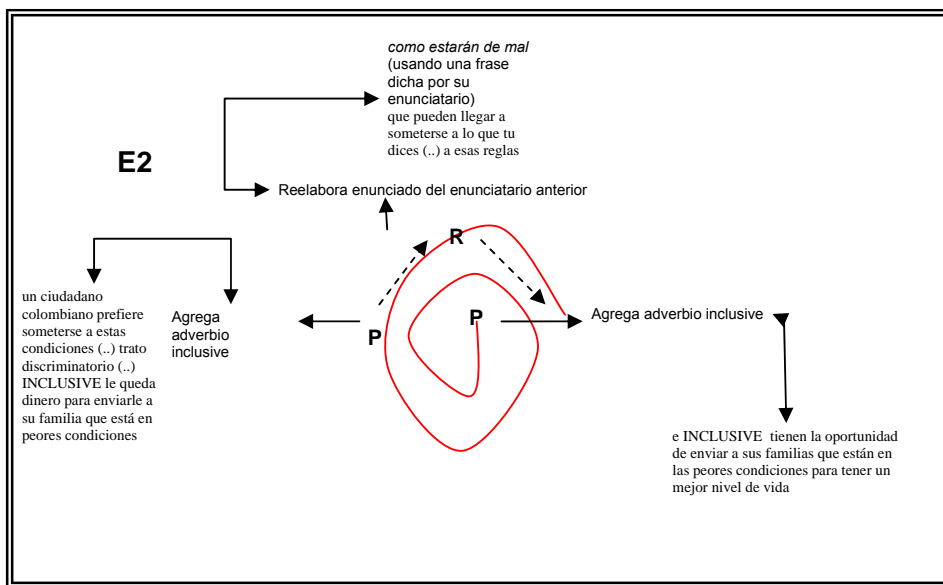 como estarán de mal
(usando una frase
dicha por su
enunciatario)
que pueden llegar a
someterse a lo que tu
dices (..) a esas reglas
E2
Reelabora enunciado del enunciatario anterior
R
un ciudadano
colombiano prefiere
someterse a estas
condiciones (..) trato
discriminatorio (..)
INCLUSIVE le queda
dinero para enviarle a
su familia que está en
peores condiciones
Agrega
adverbio
inclusive
P
P
Agrega adverbio inclusive
e INCLUSIVE tienen la oportunidad
de enviar a sus familias que están en
las peores condiciones para tener un
mejor nivel de vida